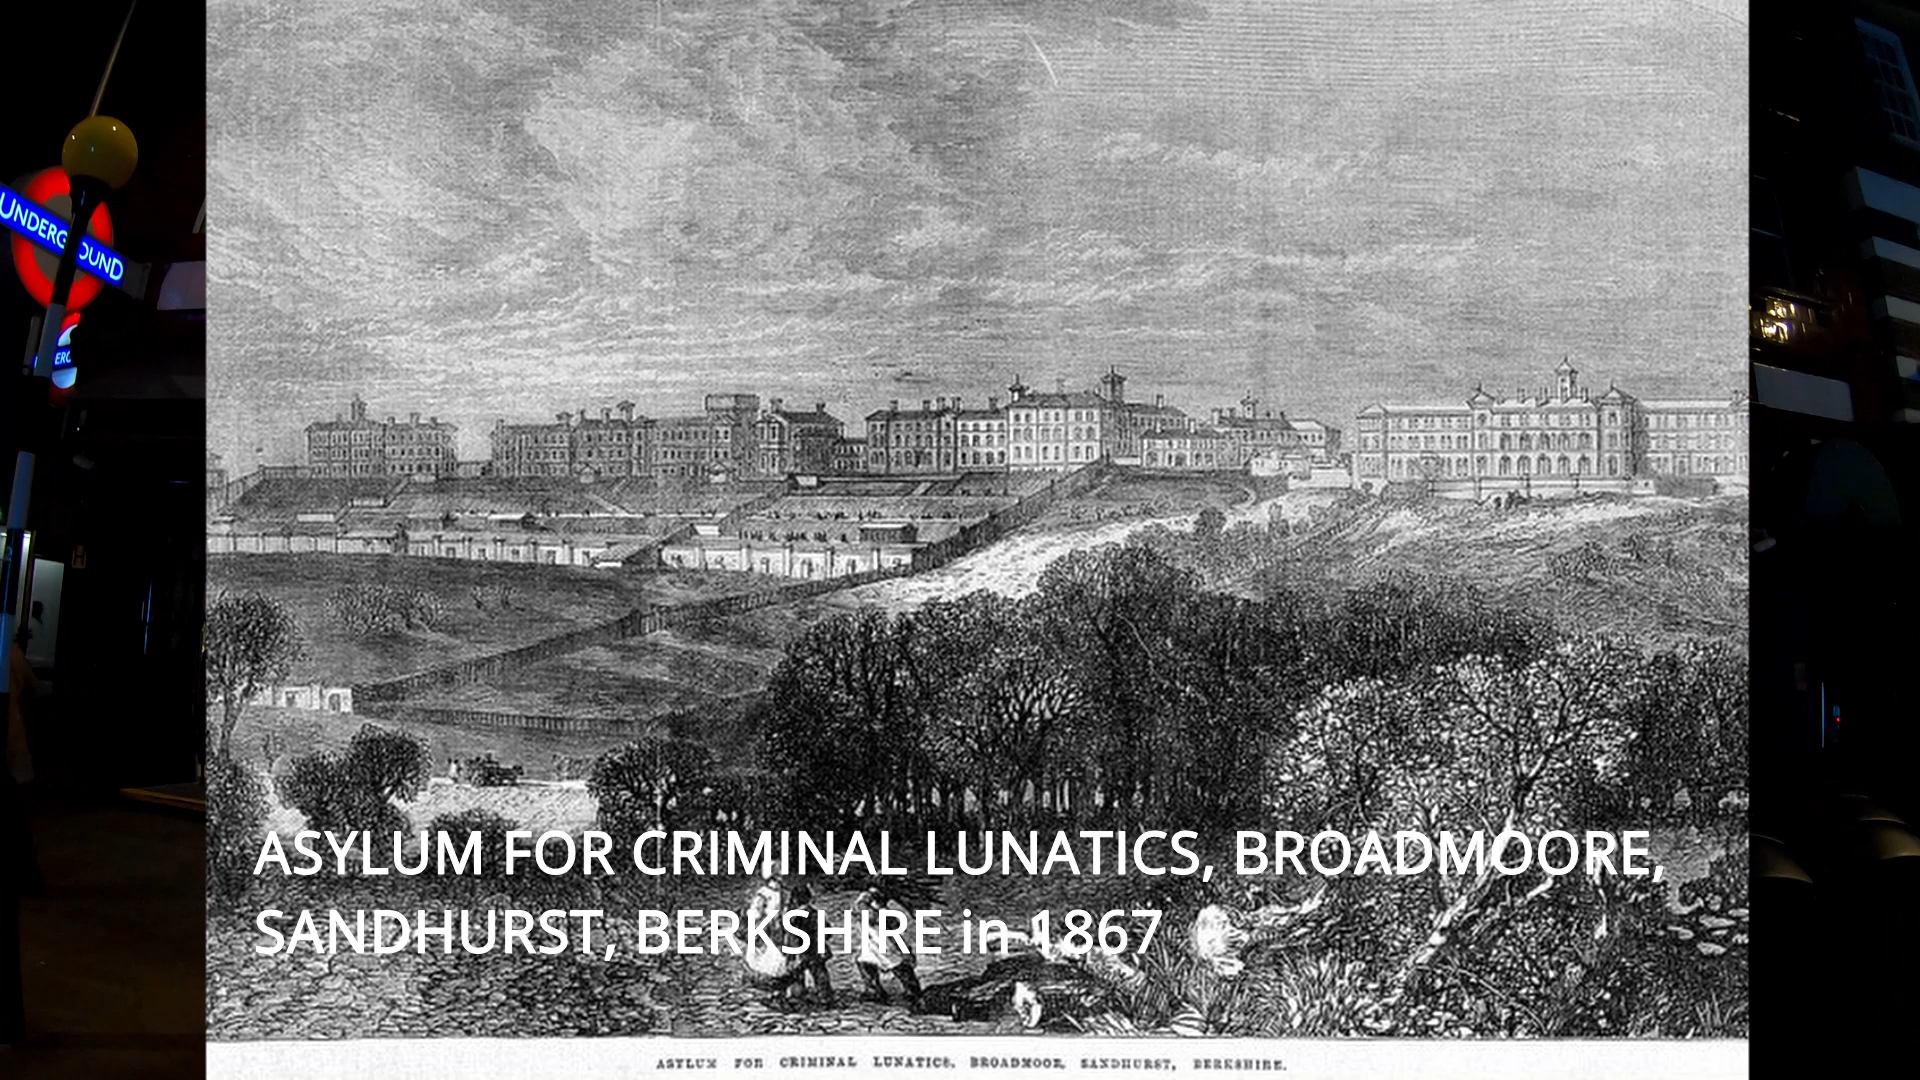 UNDERGROUND
ASYLUM FOR CRIMINAL LUNATICS, BROADMOORE,
SANDHURST, BERKSHIRE in 1867
ASYLUM FOR CRIMINAL LUNATICS, BROADMOOR, SANDHURST, BERKSHIRE.